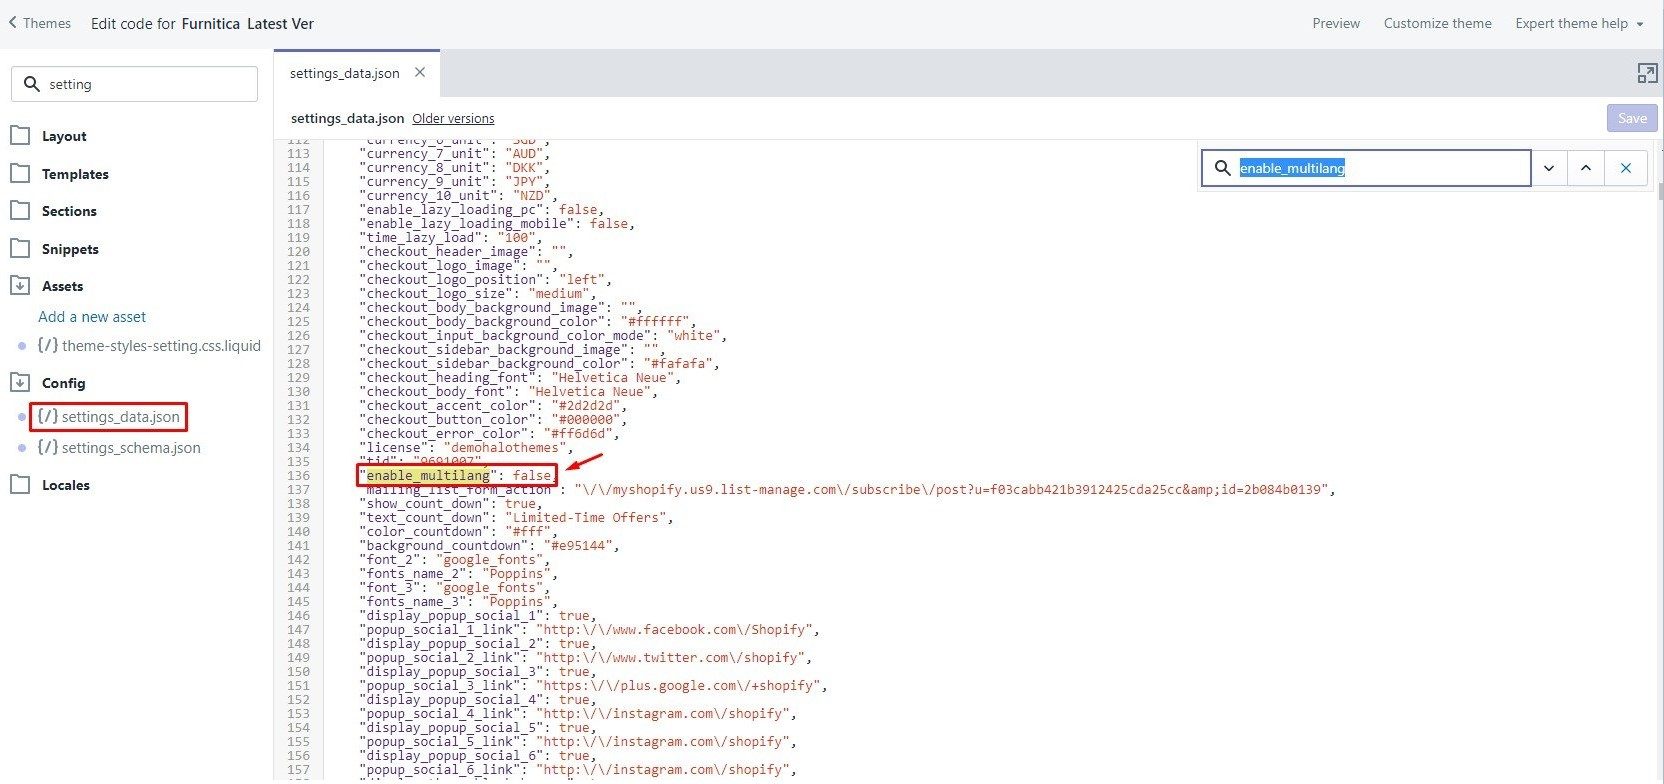 Themes
Edit code for Furnitica Latest Ver
Preview
Customize theme
Expert theme help
setting
Layout
Templates
Sections
Snippets
Assets
Add a new asset
{/} theme-styles-setting.css.liquid
Config
{/} settings_data.json
{/} settings_schema.json
Locales
settings_data.json ×
settings_data.json Older versions
Save
enable_multilang
112 "currency_6_unit": "SGD",
113 "currency_7_unit": "AUD",
114 "currency_8_unit": "DKK",
115 "currency_9_unit": "JPY",
116 "currency_10_unit": "NZD",
117 "enable_lazy_loading_pc": false,
118 "enable_lazy_loading_mobile": false,
119 "time_lazy_load": "100",
120 "checkout_header_image": "",
121 "checkout_logo_image": "",
122 "checkout_logo_position": "left",
123 "checkout_logo_size": "medium",
124 "checkout_body_background_image": "",
125 "checkout_body_background_color": "#ffffff",
126 "checkout_input_background_color_mode": "white",
127 "checkout_sidebar_background_image": "",
128 "checkout_sidebar_background_color": "#fafafa",
129 "checkout_heading_font": "Helvetica Neue",
130 "checkout_body_font": "Helvetica Neue",
131 "checkout_accent_color": "#2d2d2d",
132 "checkout_button_color": "#000000",
133 "checkout_error_color": "#ff6d6d",
134 "license": "demohalothemes",
135 "tid": "9691007",
136 "enable_multilang": false,
137 "mailing_list_form_action": "\/\/myshopify.us9.list-manage.com\/subscribe\/post?u=f03cabb421b3912425cda25cc&amp;id=2b084b0139",
138 "show_count_down": true,
139 "text_count_down": "Limited-Time Offers",
140 "color_countdown": "#fff",
141 "background_countdown": "#e95144",
142 "font_2": "google_fonts",
143 "fonts_name_2": "Poppins",
144 "font_3": "google_fonts",
145 "fonts_name_3": "Poppins",
146 "display_popup_social_1": true,
147 "popup_social_1_link": "http:\/\/www.facebook.com\/Shopify",
148 "display_popup_social_2": true,
149 "popup_social_2_link": "http:\/\/www.twitter.com\/shopify",
150 "display_popup_social_3": true,
151 "popup_social_3_link": "https:\/\/plus.google.com\/+shopify",
152 "display_popup_social_4": true,
153 "popup_social_4_link": "http:\/\/instagram.com\/shopify",
154 "display_popup_social_5": true,
155 "popup_social_5_link": "http:\/\/instagram.com\/shopify",
156 "display_popup_social_6": true,
157 "popup_social_6_link": "http:\/\/instagram.com\/shopify",